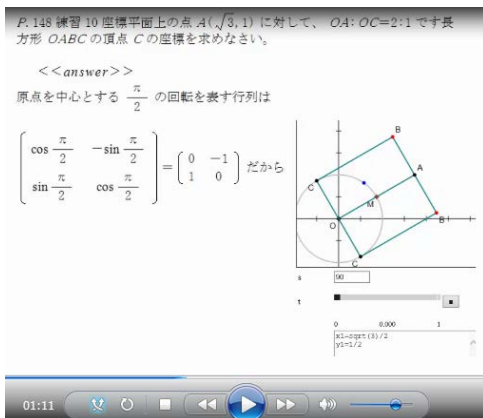 P. 148 練習 10 座標平面上の点 A(√3, 1) に対して、 OA: OC=2:1 です長
方形 OABC の頂点 C の座標を求めなさい。
<<answer>>
原点を中心とする π/2 の回転を表す行列は
cos π/2 −sin π/2
sin π/2 cos π/2
=
0 −1
1 0
だから
B
A
C
M
O
B
C
s 90
t
0 0.000 1
x1=sqrt(3)/2
y1=1/2
01:11